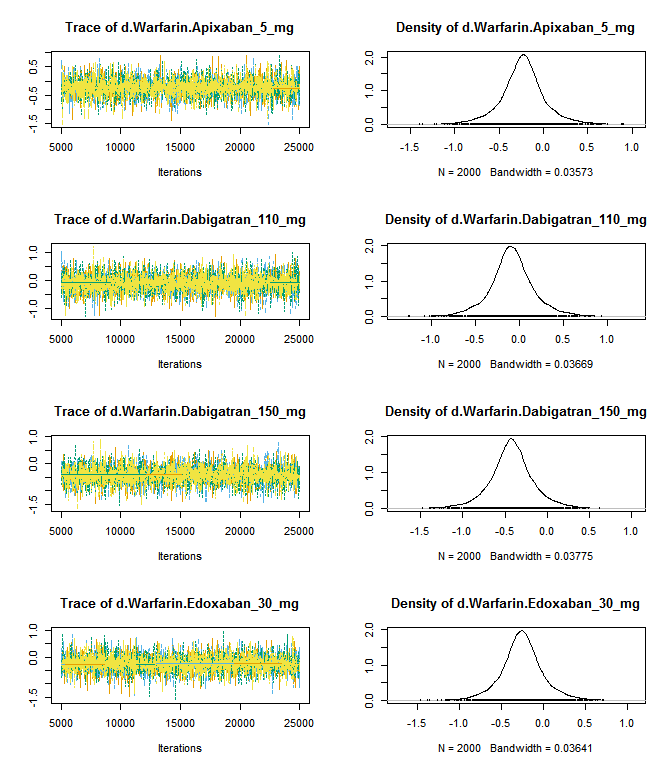 Trace of d.Warfarin.Apixaban_5_mg
Density of d.Warfarin.Apixaban_5_mg
0.5
-0.5
-1.5
5000 10000 15000 20000 25000
Iterations
2.0
1.0
0.0
-1.5 -1.0 -0.5 0.0 0.5 1.0
N = 2000 Bandwidth = 0.03573
Trace of d.Warfarin.Dabigatran_110_mg
Density of d.Warfarin.Dabigatran_110_mg
1.0
0.0
-1.0
5000 10000 15000 20000 25000
Iterations
2.0
1.0
0.0
-1.0 -0.5 0.0 0.5 1.0
N = 2000 Bandwidth = 0.03669
Trace of d.Warfarin.Dabigatran_150_mg
Density of d.Warfarin.Dabigatran_150_mg
1.0
0.0
-1.5
5000 10000 15000 20000 25000
Iterations
2.0
1.0
0.0
-1.5 -1.0 -0.5 0.0 0.5 1.0
N = 2000 Bandwidth = 0.03775
Trace of d.Warfarin.Edoxaban_30_mg
Density of d.Warfarin.Edoxaban_30_mg
1.0
0.0
-1.5
5000 10000 15000 20000 25000
Iterations
2.0
1.0
0.0
-1.5 -1.0 -0.5 0.0 0.5 1.0
N = 2000 Bandwidth = 0.03641